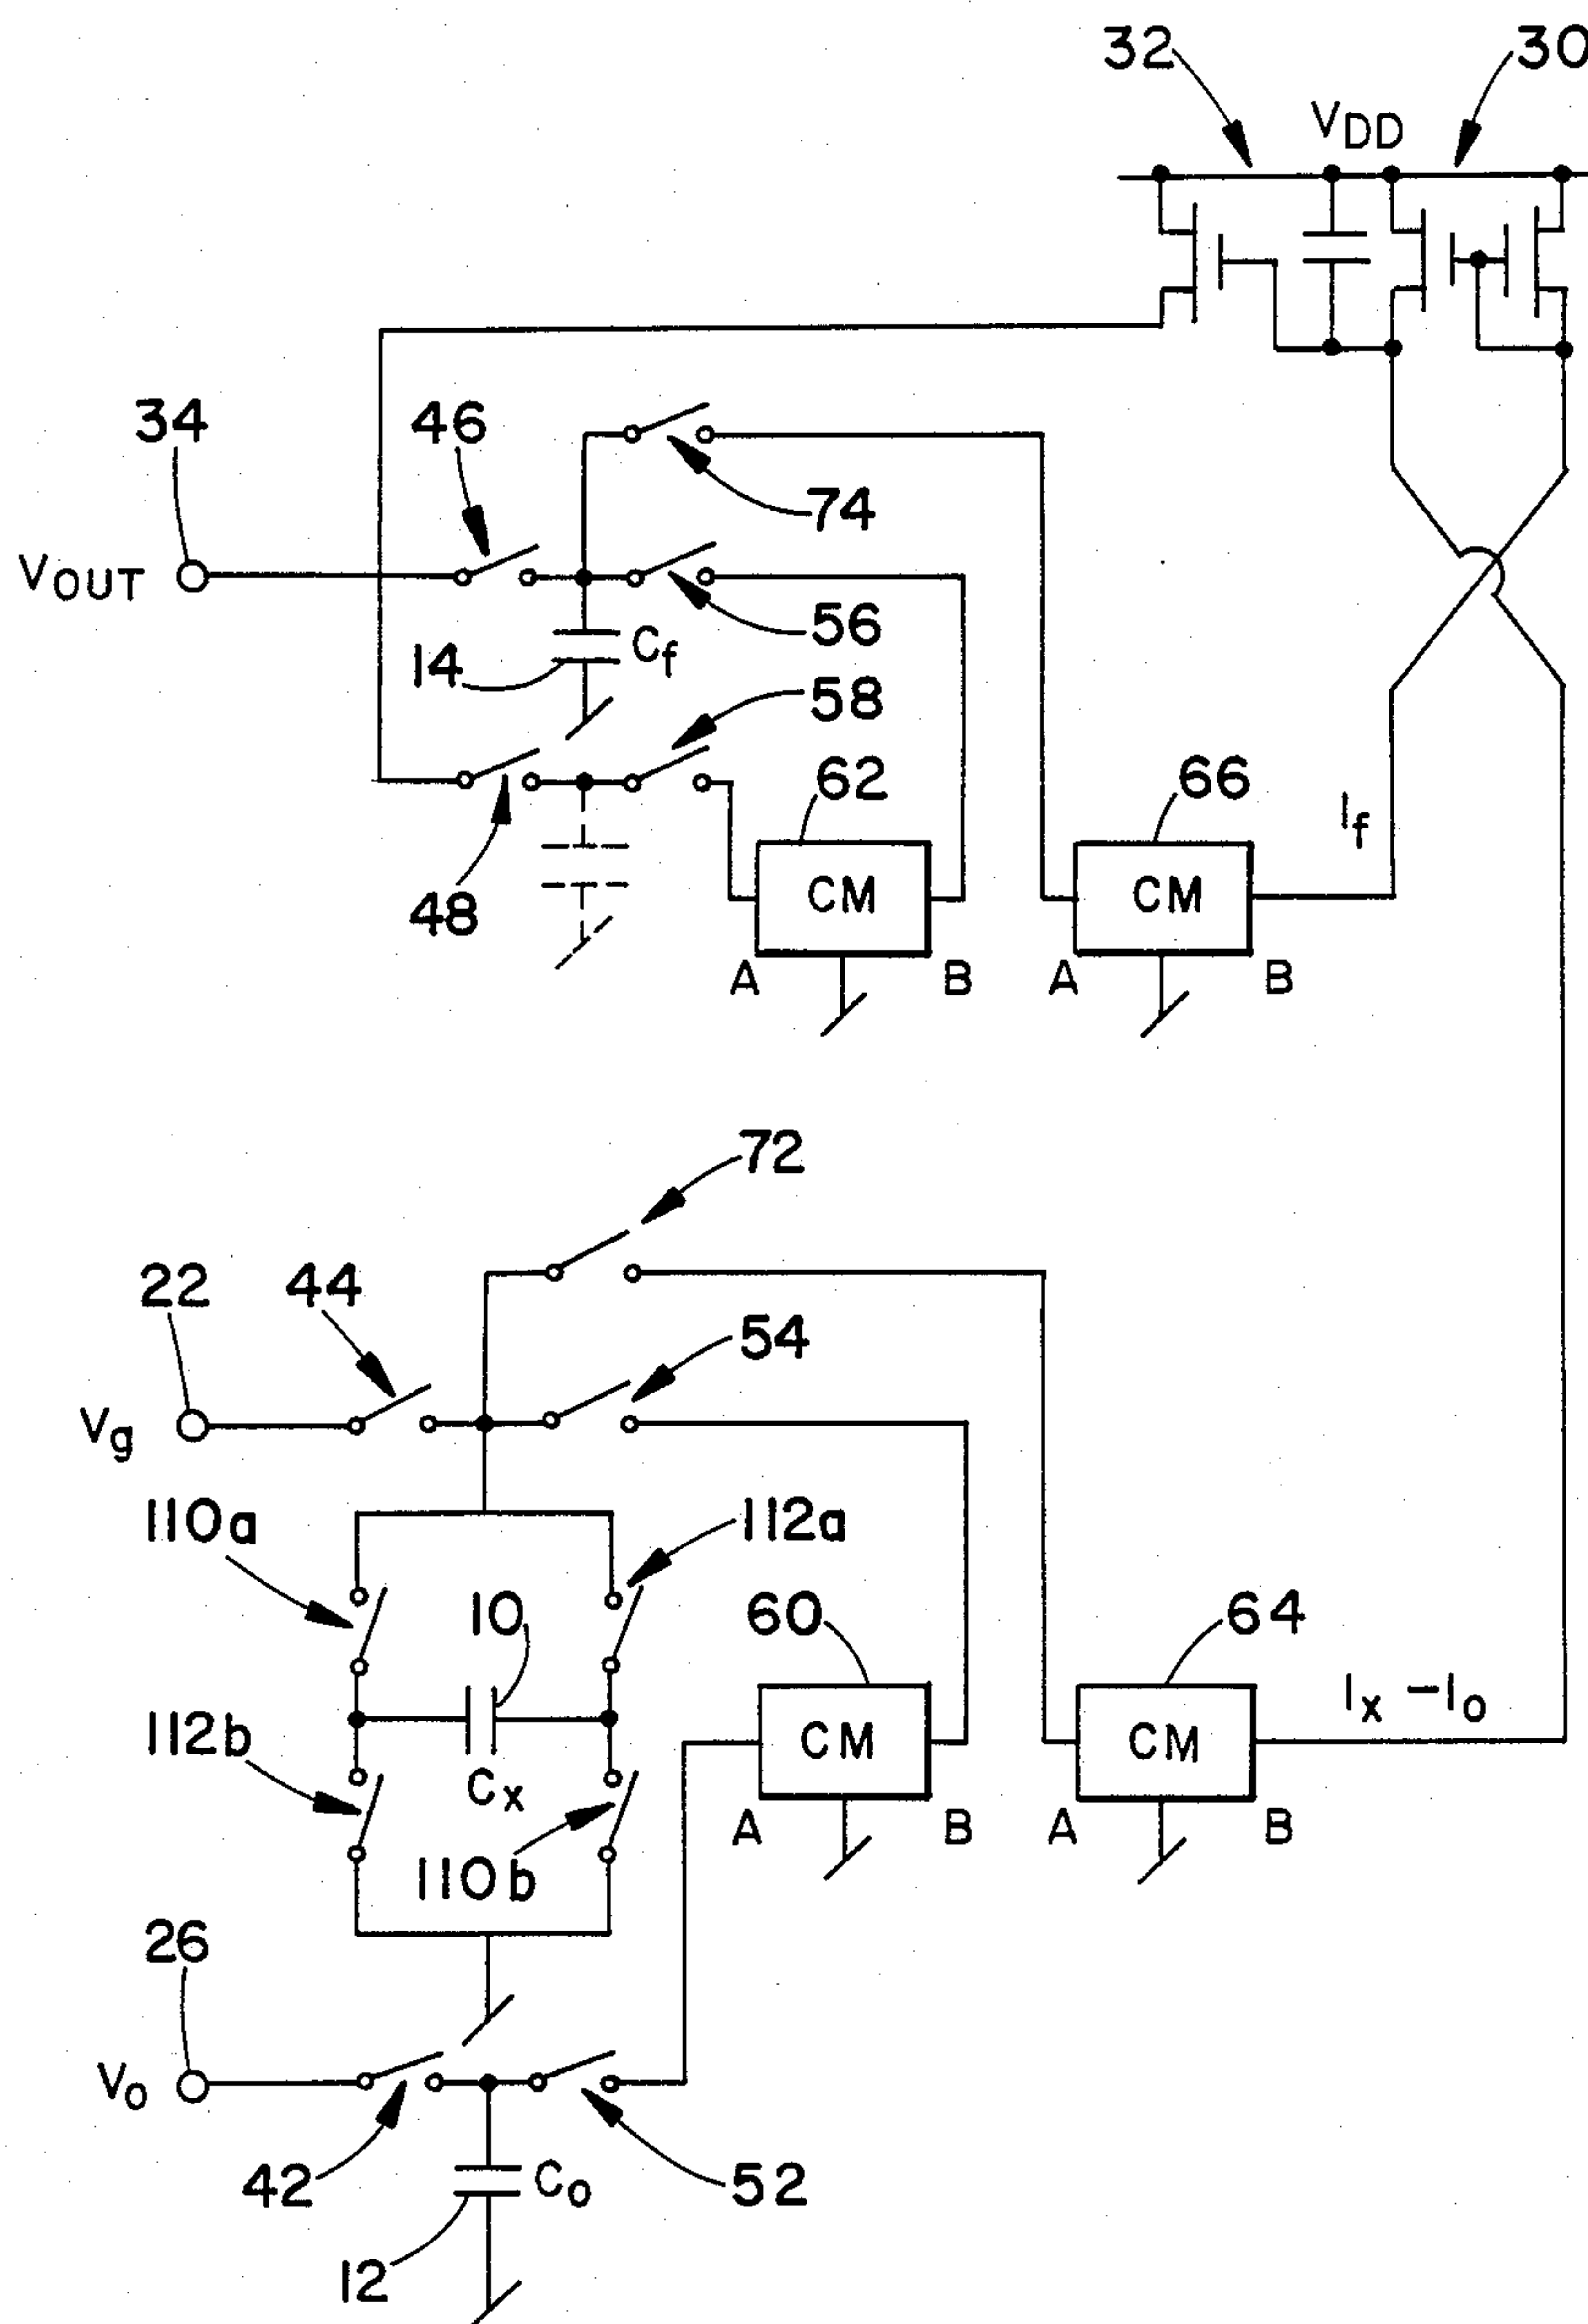 32
30
VDD
34
46
74
VOUT
56
14
Cf
58
62
66
If
CM
CM
48
A
B
A
B
72
22
44
54
Vg
110a
112a
10
60
64
Ix -Io
112b
CM
CM
Cx
A
B
A
B
110b
26
Vo
42
Co
52
12